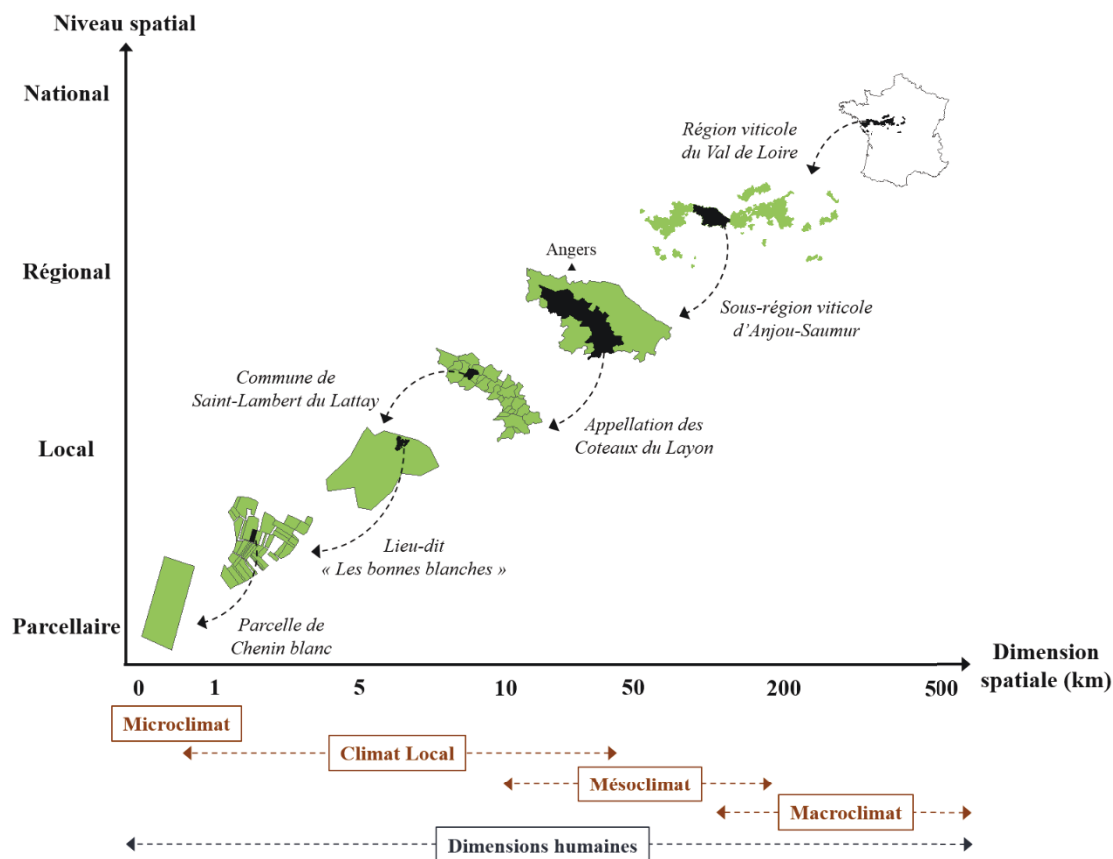 Niveau spatial
National
Région viticole
du Val de Loire
Régional
Angers
Sous-région viticole
d’Anjou-Saumur
Commune de
Saint-Lambert du Lattay
Appellation des
Coteaux du Layon
Local
Lieu-dit
« Les bonnes blanches »
Parcellaire
Parcelle de
Chenin blanc
Dimension
spatiale (km)
0 1 5 10 50 200 500
Microclimat
Climat Local
Mésoclimat
Macroclimat
Dimensions humaines